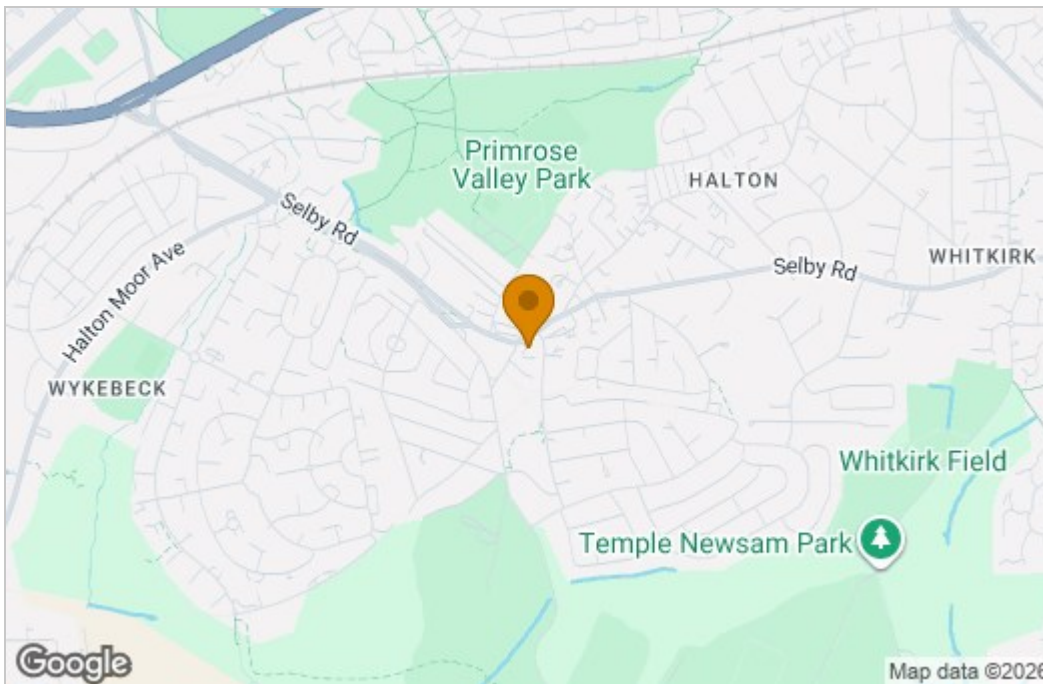 Primrose
Valley Park
HALTON
Selby Rd
Selby Rd
WHITKIRK
Halton Moor Ave
WYKEBECK
Whitkirk Field
Temple Newsam Park
Google
Map data ©2026